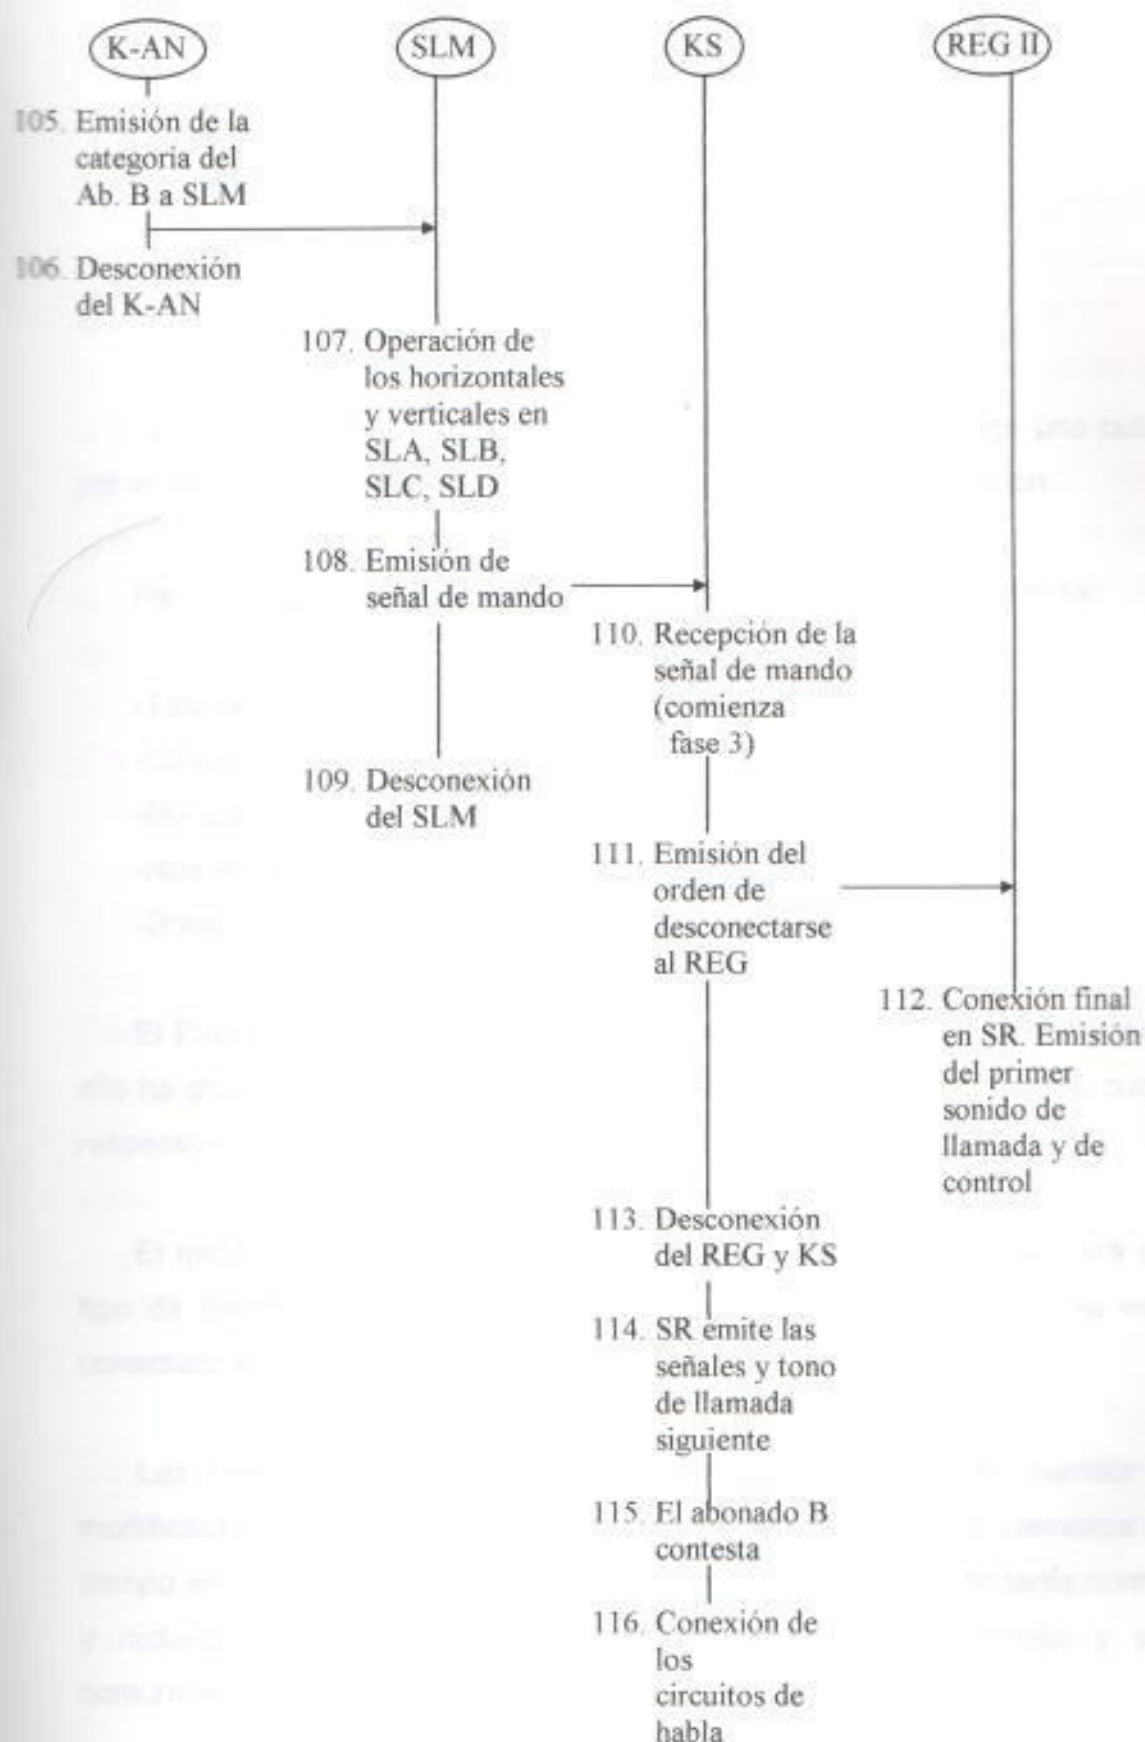 K-AN SLM KS REG II
105. Emisión de la
categoria del
Ab. B a SLM
106. Desconexión
del K-AN
107. Operación de
los horizontales
y verticales en
SLA, SLB,
SLC, SLD
108. Emisión de
señal de mando
109. Desconexión
del SLM
110. Recepción de la
señal de mando
(comienza
fase 3)
111. Emisión del
orden de
desconectarse
al REG
112. Conexión final
en SR. Emisión
del primer
sonido de
llamada y de
control
113. Desconexión
del REG y KS
114. SR emite las
señales y tono
de llamada
siguiente
115. El abonado B
contesta
116. Conexión de
los
circuitos de
habla